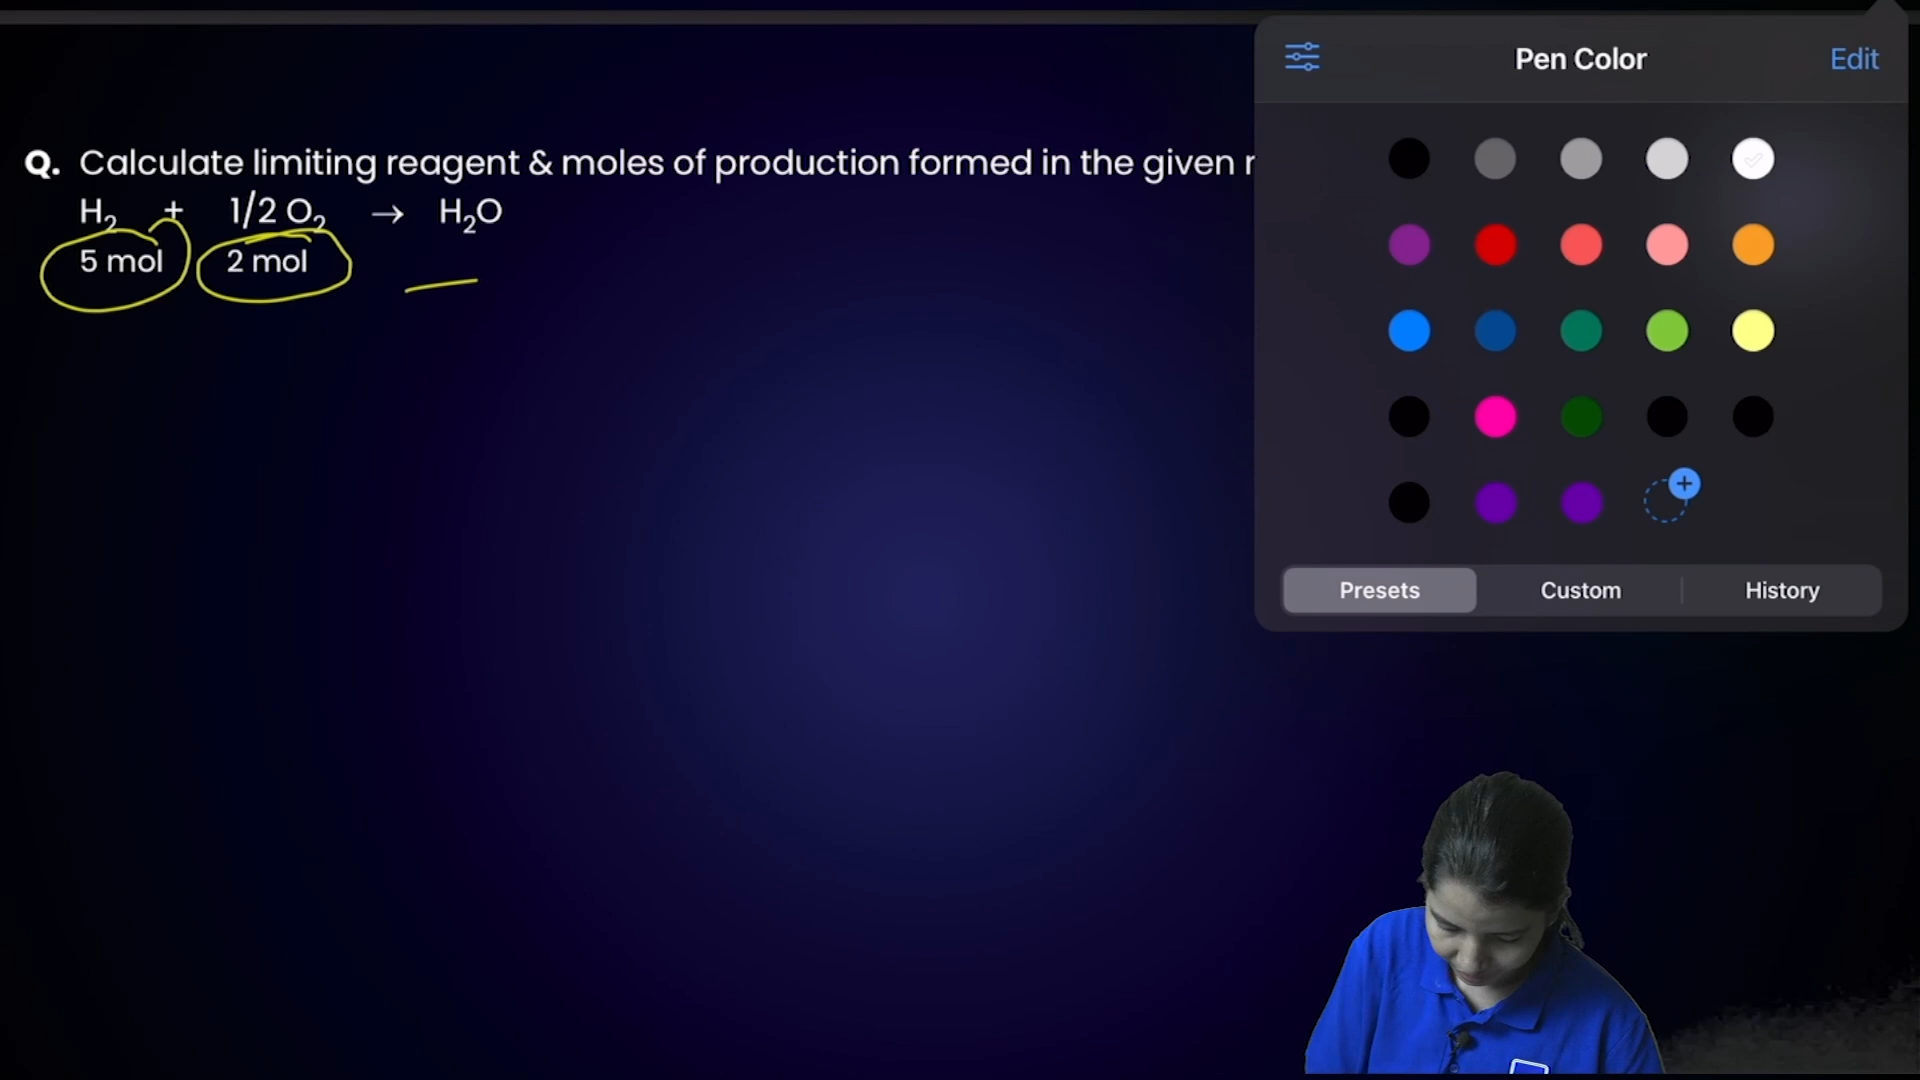 Pen Color Edit
Q. Calculate limiting reagent & moles of production formed in the given r
H2 + 1/2 O2 → H2O
5 mol 2 mol
Presets Custom History